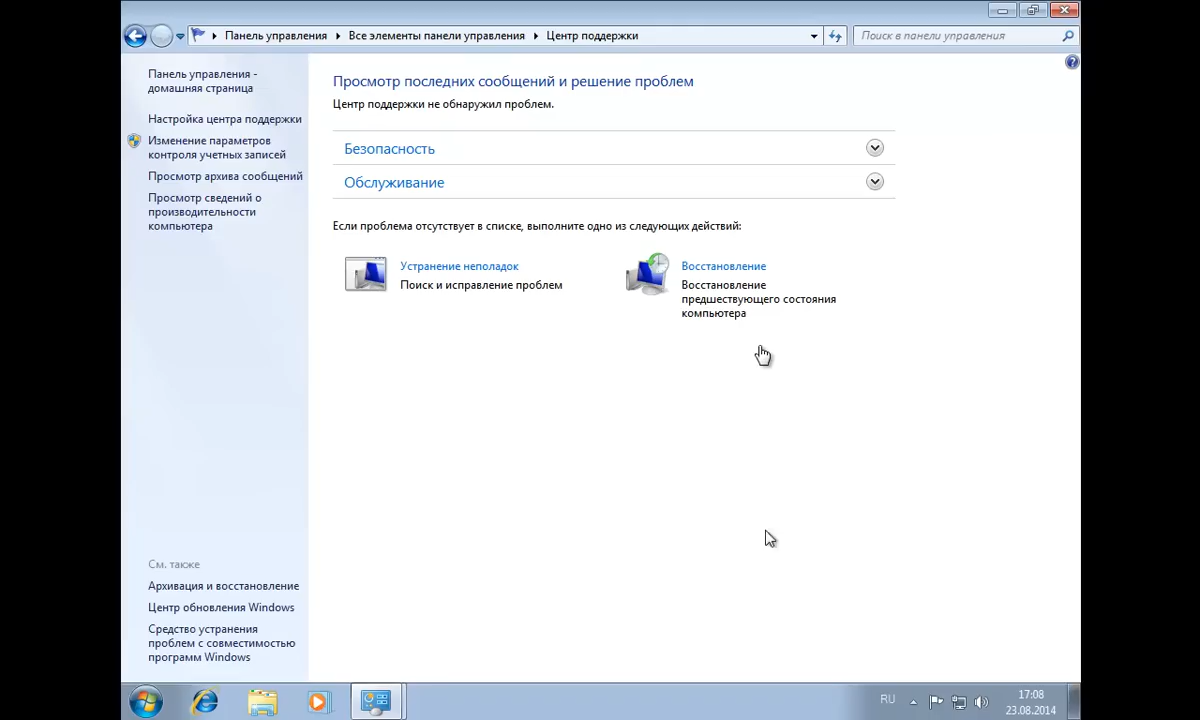 Панель управления
Все элементы панели управления
Центр поддержки
Поиск в панели управления
Панель управления -
домашняя страница
Настройка центра поддержки
Изменение параметров
контроля учетных записей
Просмотр архива сообщений
Просмотр сведений о
производительности
компьютера
Просмотр последних сообщений и решение проблем
Центр поддержки не обнаружил проблем.
Безопасность
Обслуживание
Если проблема отсутствует в списке, выполните одно из следующих действий:
Устранение неполадок
Поиск и исправление проблем
Восстановление
Восстановление
предшествующего состояния
компьютера
См. также
Архивация и восстановление
Центр обновления Windows
Средство устранения
проблем с совместимостью
программ Windows
RU
17:08
23.08.2014